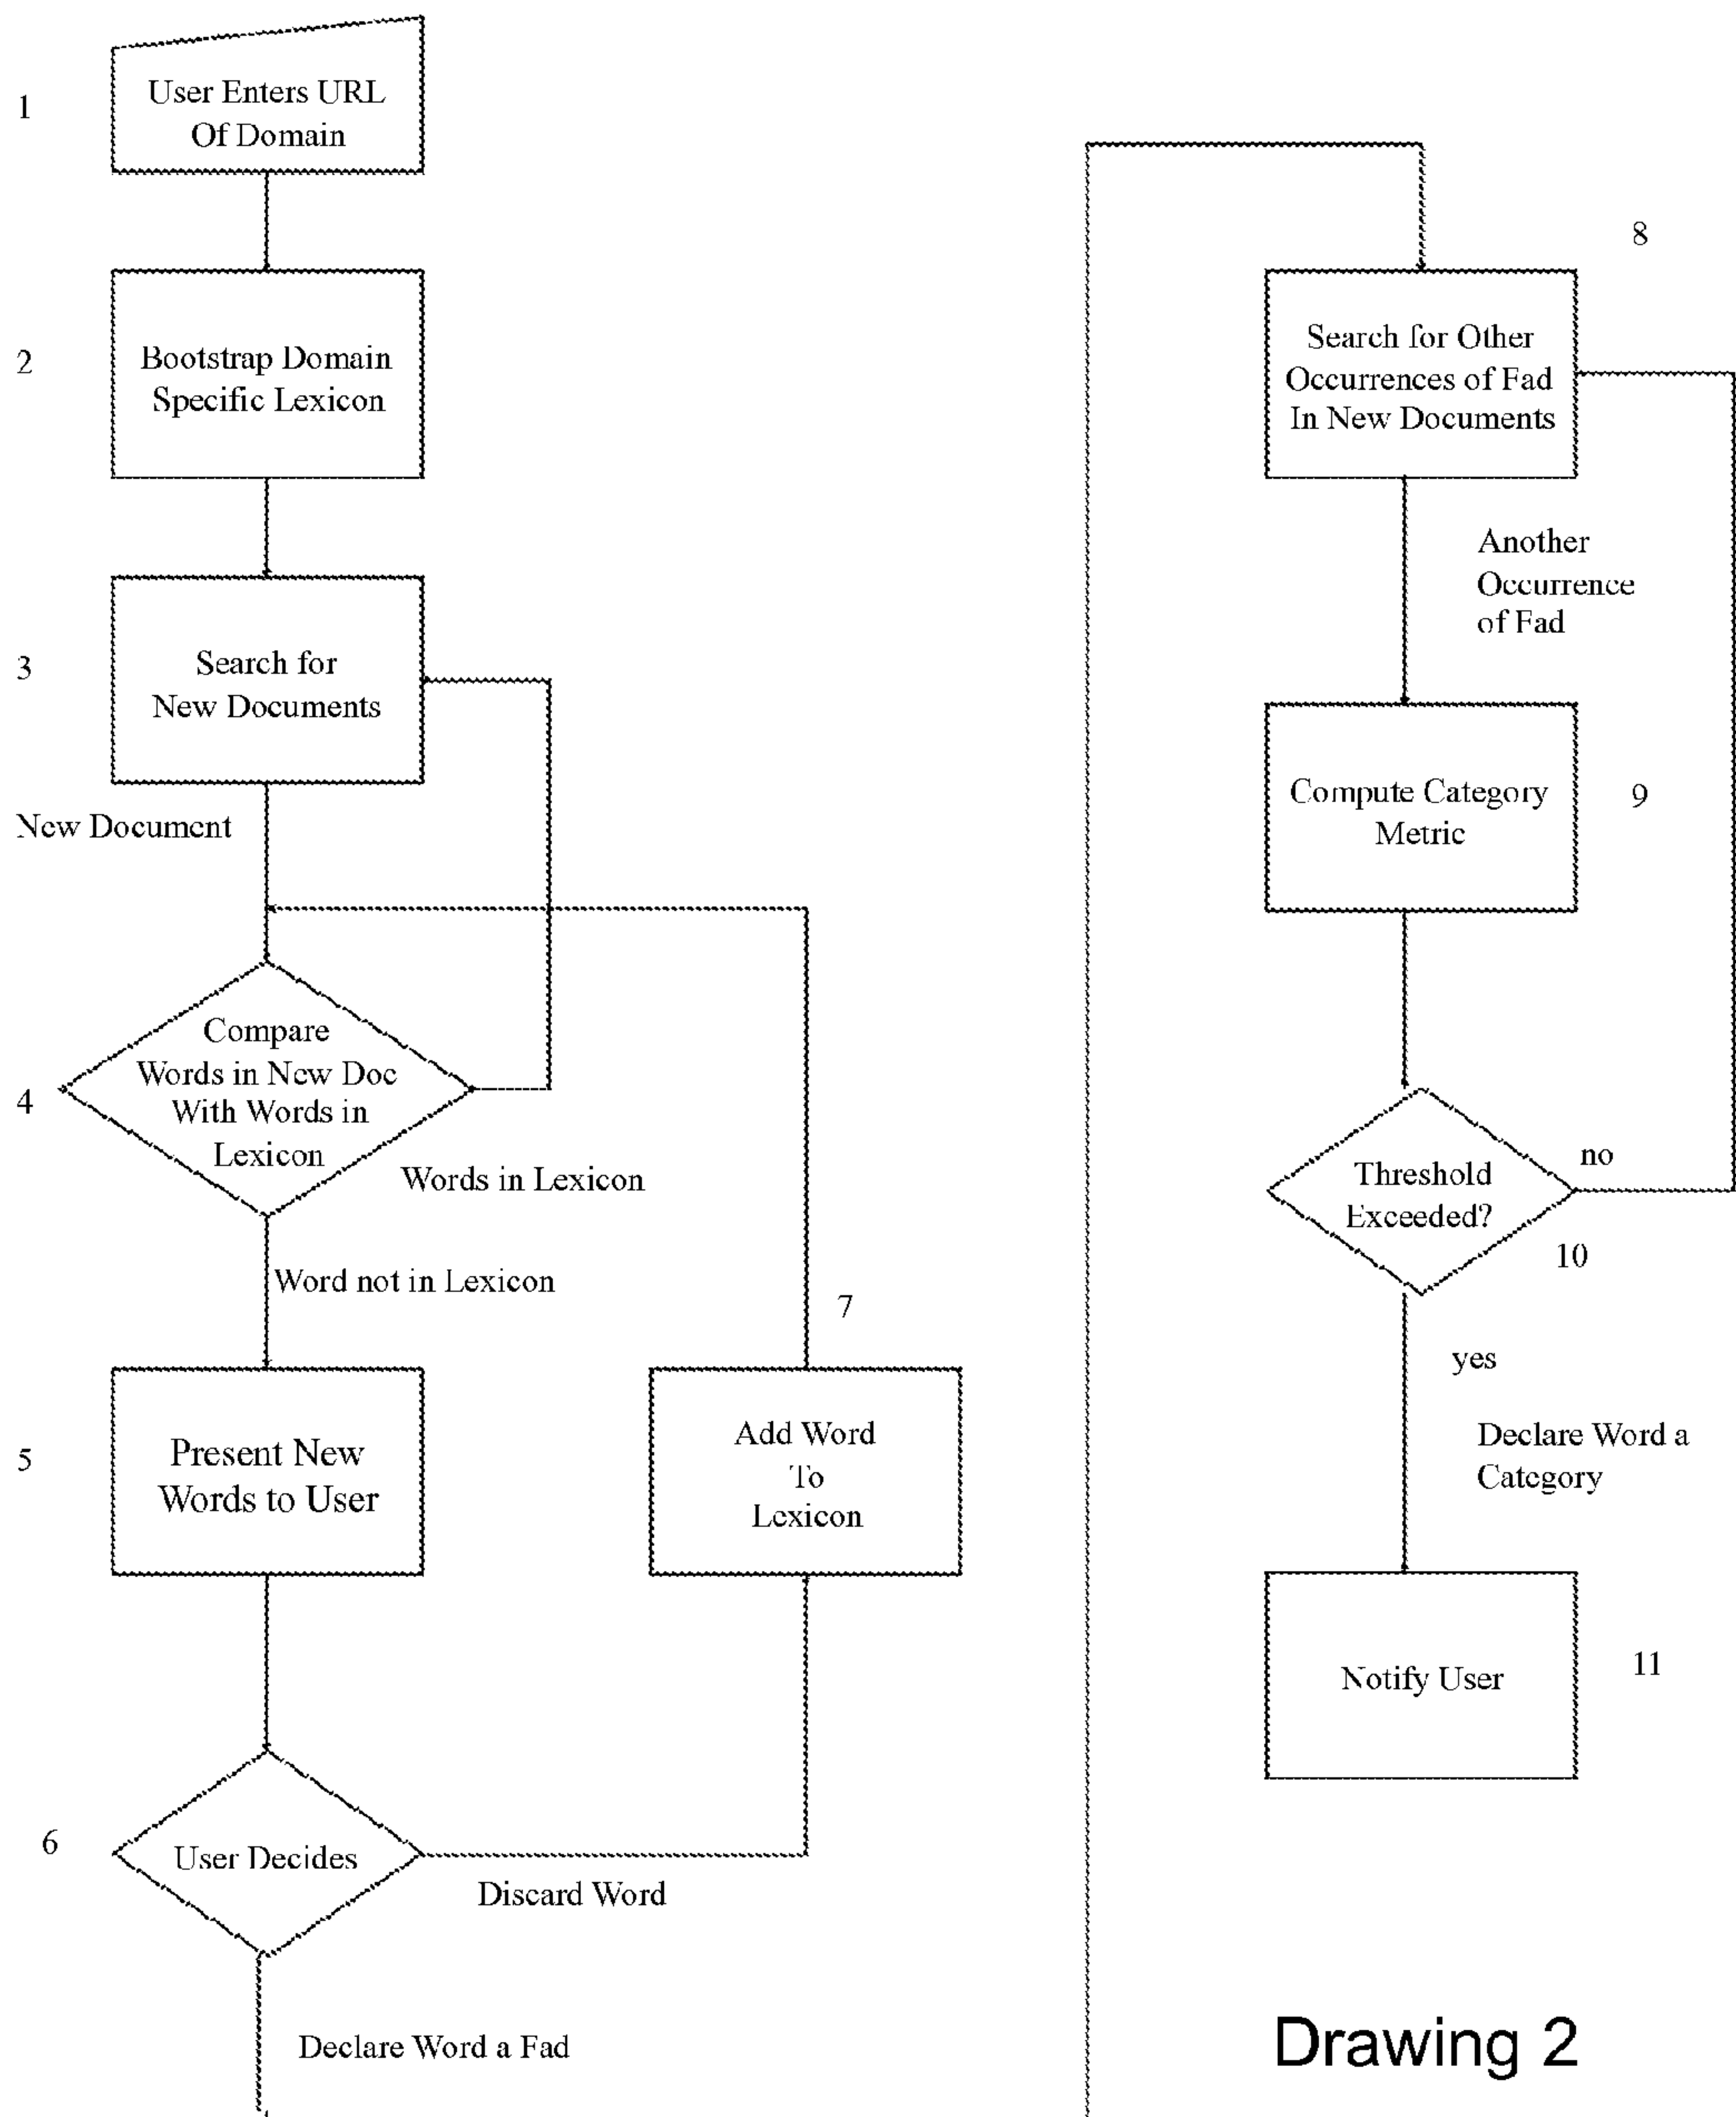 1
User Enters URL
Of Domain
2
Bootstrap Domain
Specific Lexicon
3
Search for
New Documents
New Document
4
Compare
Words in New Doc
With Words in
Lexicon
Words in Lexicon
Word not in Lexicon
5
Present New
Words to User
7
Add Word
To
Lexicon
6
User Decides
Discard Word
Declare Word a Fad
8
Search for Other
Occurrences of Fad
In New Documents
Another
Occurrence
of Fad
Compute Category
Metric
9
Threshold
Exceeded?
no
10
yes
Declare Word a
Category
Notify User
11
Drawing 2